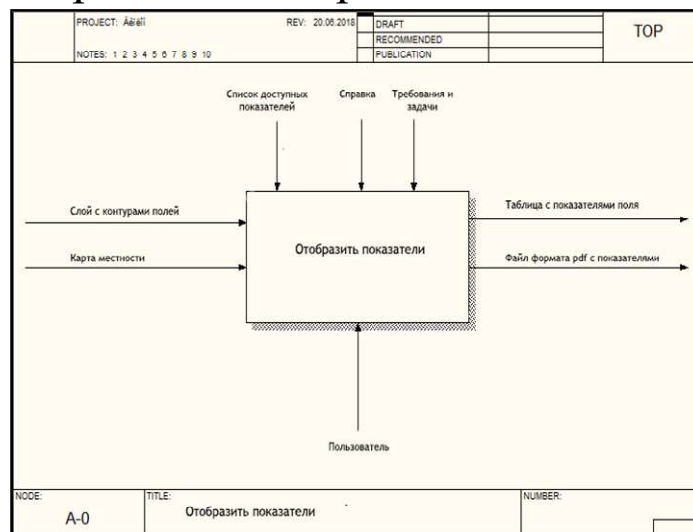 PROJECT: Äèëéïì
REV: 20.06.2018
DRAFT
RECOMMENDED
PUBLICATION
TOP
NOTES: 1 2 3 4 5 6 7 8 9 10
Список доступных
показателей
Справка
Требования и
задачи
Слой с контурами полей
Карта местности
Отобразить показатели
Таблица с показателями поля
Файл формата pdf с показателями
Пользователь
NODE:
A-0
TITLE:
Отобразить показатели
NUMBER: